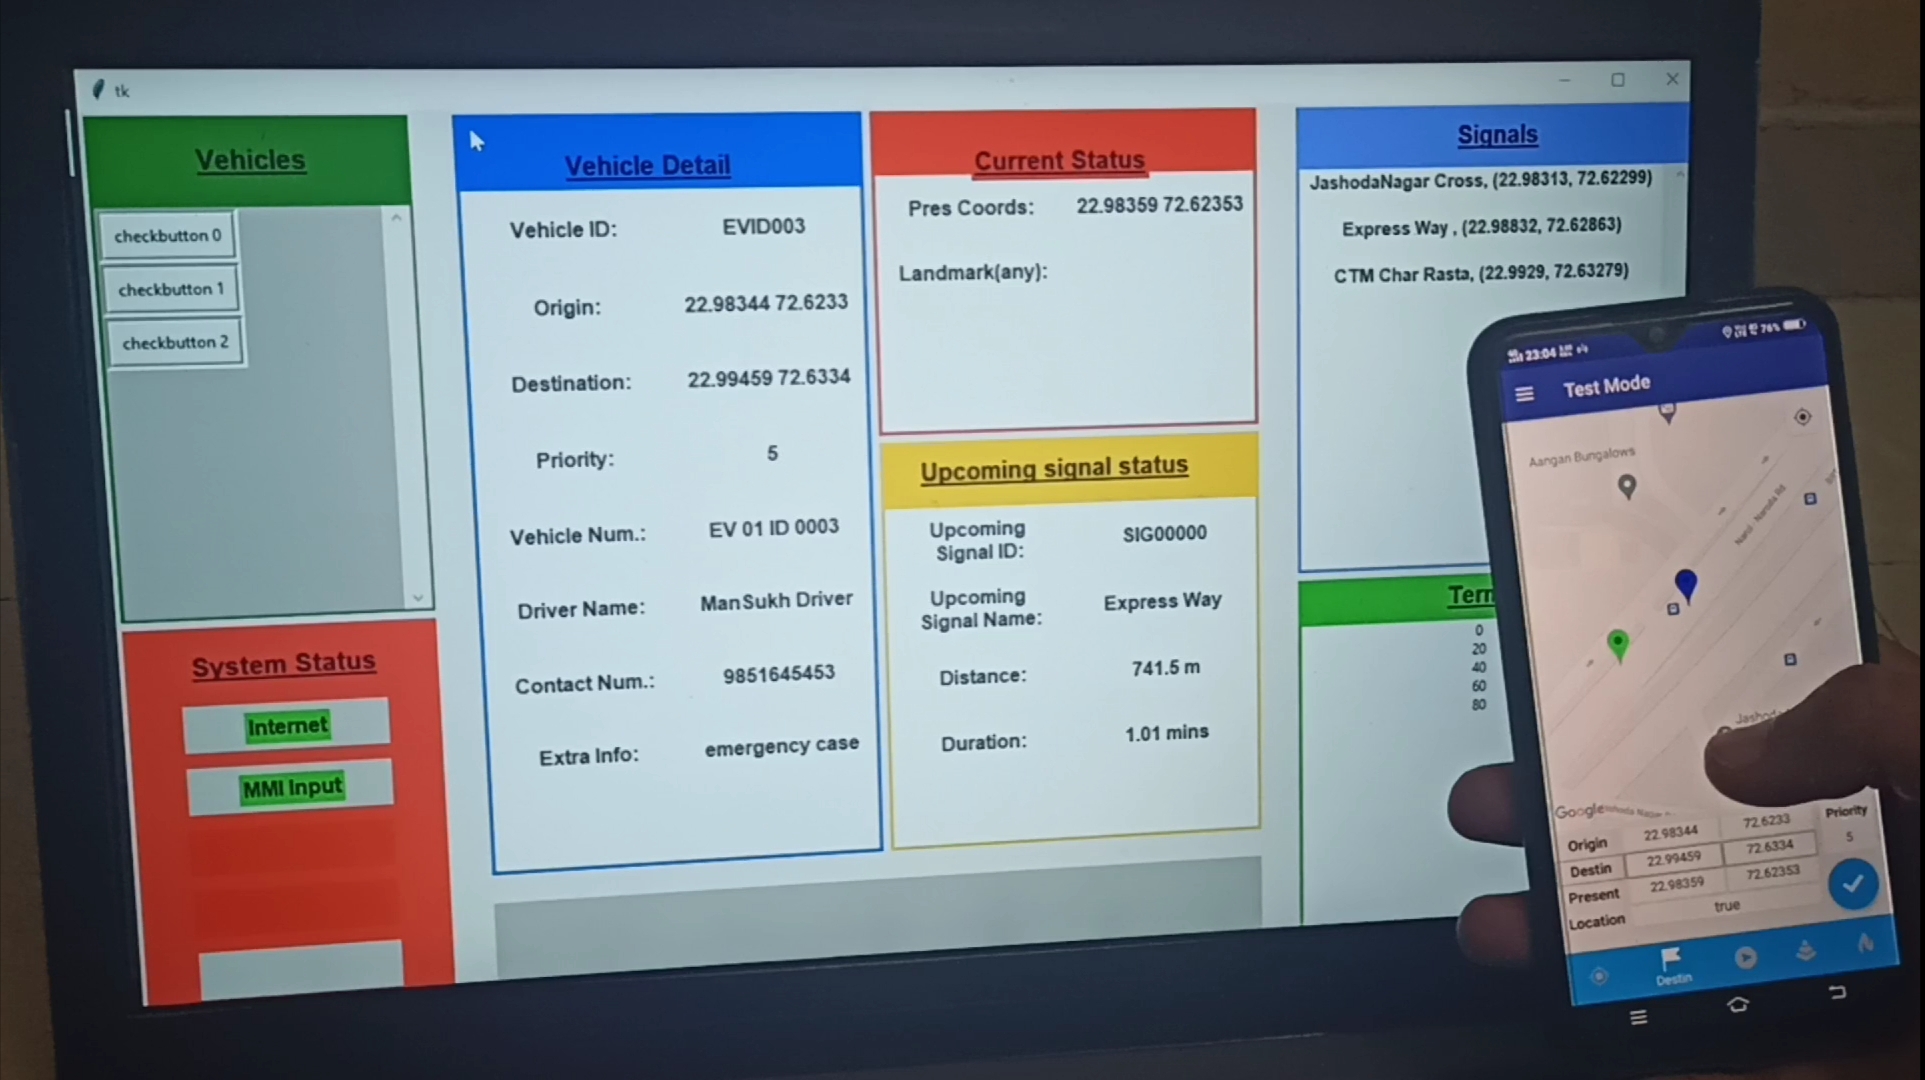 tk
Vehicles
checkbutton 0
checkbutton 1
checkbutton 2
System Status
Internet
MMI Input
Vehicle Detail
Vehicle ID: EVID003
Origin: 22.98344 72.6233
Destination: 22.99459 72.6334
Priority: 5
Vehicle Num.: EV 01 ID 0003
Driver Name: ManSukh Driver
Contact Num.: 9851645453
Extra Info: emergency case
Current Status
Pres Coords: 22.98359 72.62353
Landmark(any):
Upcoming signal status
Upcoming
Signal ID: SIG00000
Upcoming
Signal Name: Express Way
Distance: 741.5 m
Duration: 1.01 mins
Signals
JashodaNagar Cross, (22.98313, 72.62299)
Express Way , (22.98832, 72.62863)
CTM Char Rasta, (22.9929, 72.63279)
0
20
40
60
80
23:04
76%
Test Mode
Aangan Bungalows
Narol - Naroda Rd
Google
Priority
Origin 22.98344 72.6233 5
Destin 22.99459 72.6334
Present 22.98359 72.62353
Location true
Destin